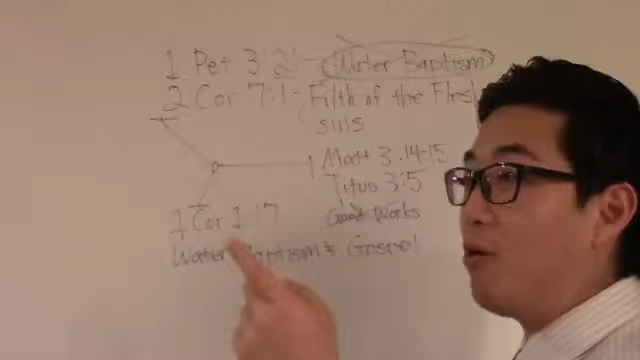 1 Pet 3:21 - Water Baptism
2 Cor 7:1 - Filth of the Flesh
sins
Matt 3:14-15
Titus 3:5
Good Works
1 Cor 1:17
Water Baptism ≠ Gospel